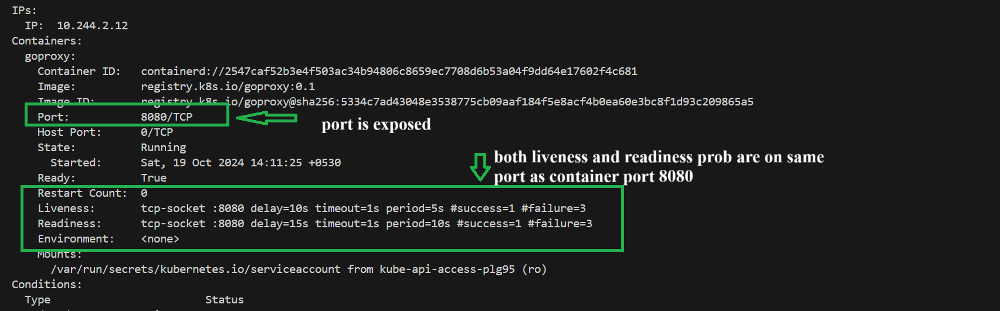 IPs:
IP: 10.244.2.12
Containers:
goproxy:
Container ID: containerd://2547caf52b3e4f503ac34b94806c8659ec7708d6b53a04f9dd64e17602f4c681
Image: registry.k8s.io/goproxy:0.1
Image ID: registry.k8s.io/goproxy@sha256:5334c7ad43048e3538775cb09aaf184f5e8acf4b0ea60e3bc8f1d93c209865a5
Port: 8080/TCP
port is exposed
Host Port: 0/TCP
State: Running
Started: Sat, 19 Oct 2024 14:11:25 +0530
both liveness and readiness prob are on same
port as container port 8080
Ready: True
Restart Count: 0
Liveness: tcp-socket :8080 delay=10s timeout=1s period=5s #success=1 #failure=3
Readiness: tcp-socket :8080 delay=15s timeout=1s period=10s #success=1 #failure=3
Environment: <none>
Mounts:
/var/run/secrets/kubernetes.io/serviceaccount from kube-api-access-plg95 (ro)
Conditions:
Type Status